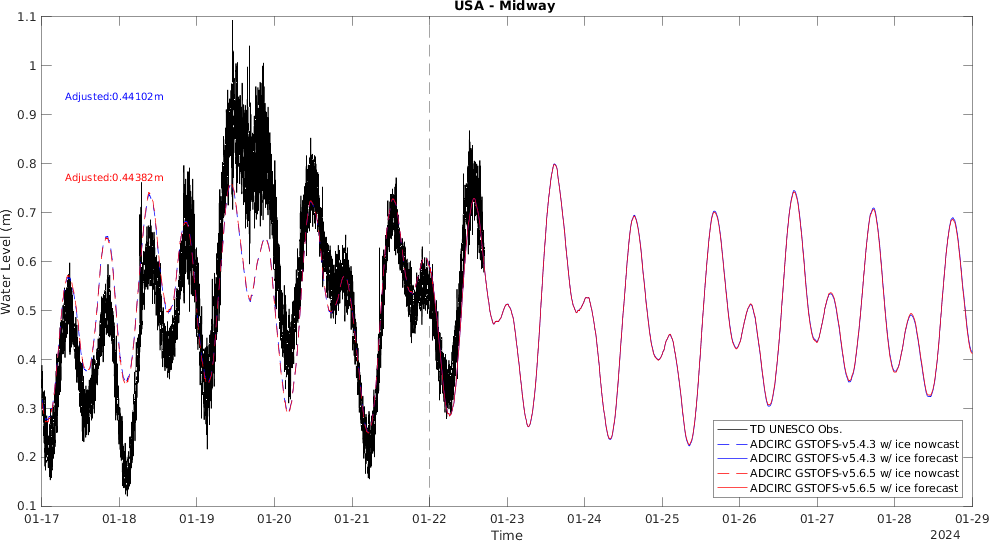 USA - Midway
1.1
1
0.9
0.8
0.7
0.6
0.5
0.4
0.3
0.2
0.1
Water Level (m)
Adjusted:0.44102m
Adjusted:0.44382m
TD UNESCO Obs.
ADCIRC GSTOFS-v5.4.3 w/ ice nowcast
ADCIRC GSTOFS-v5.4.3 w/ ice forecast
ADCIRC GSTOFS-v5.6.5 w/ ice nowcast
ADCIRC GSTOFS-v5.6.5 w/ ice forecast
01-17 01-18 01-19 01-20 01-21 01-22 01-23 01-24 01-25 01-26 01-27 01-28 01-29
Time
2024